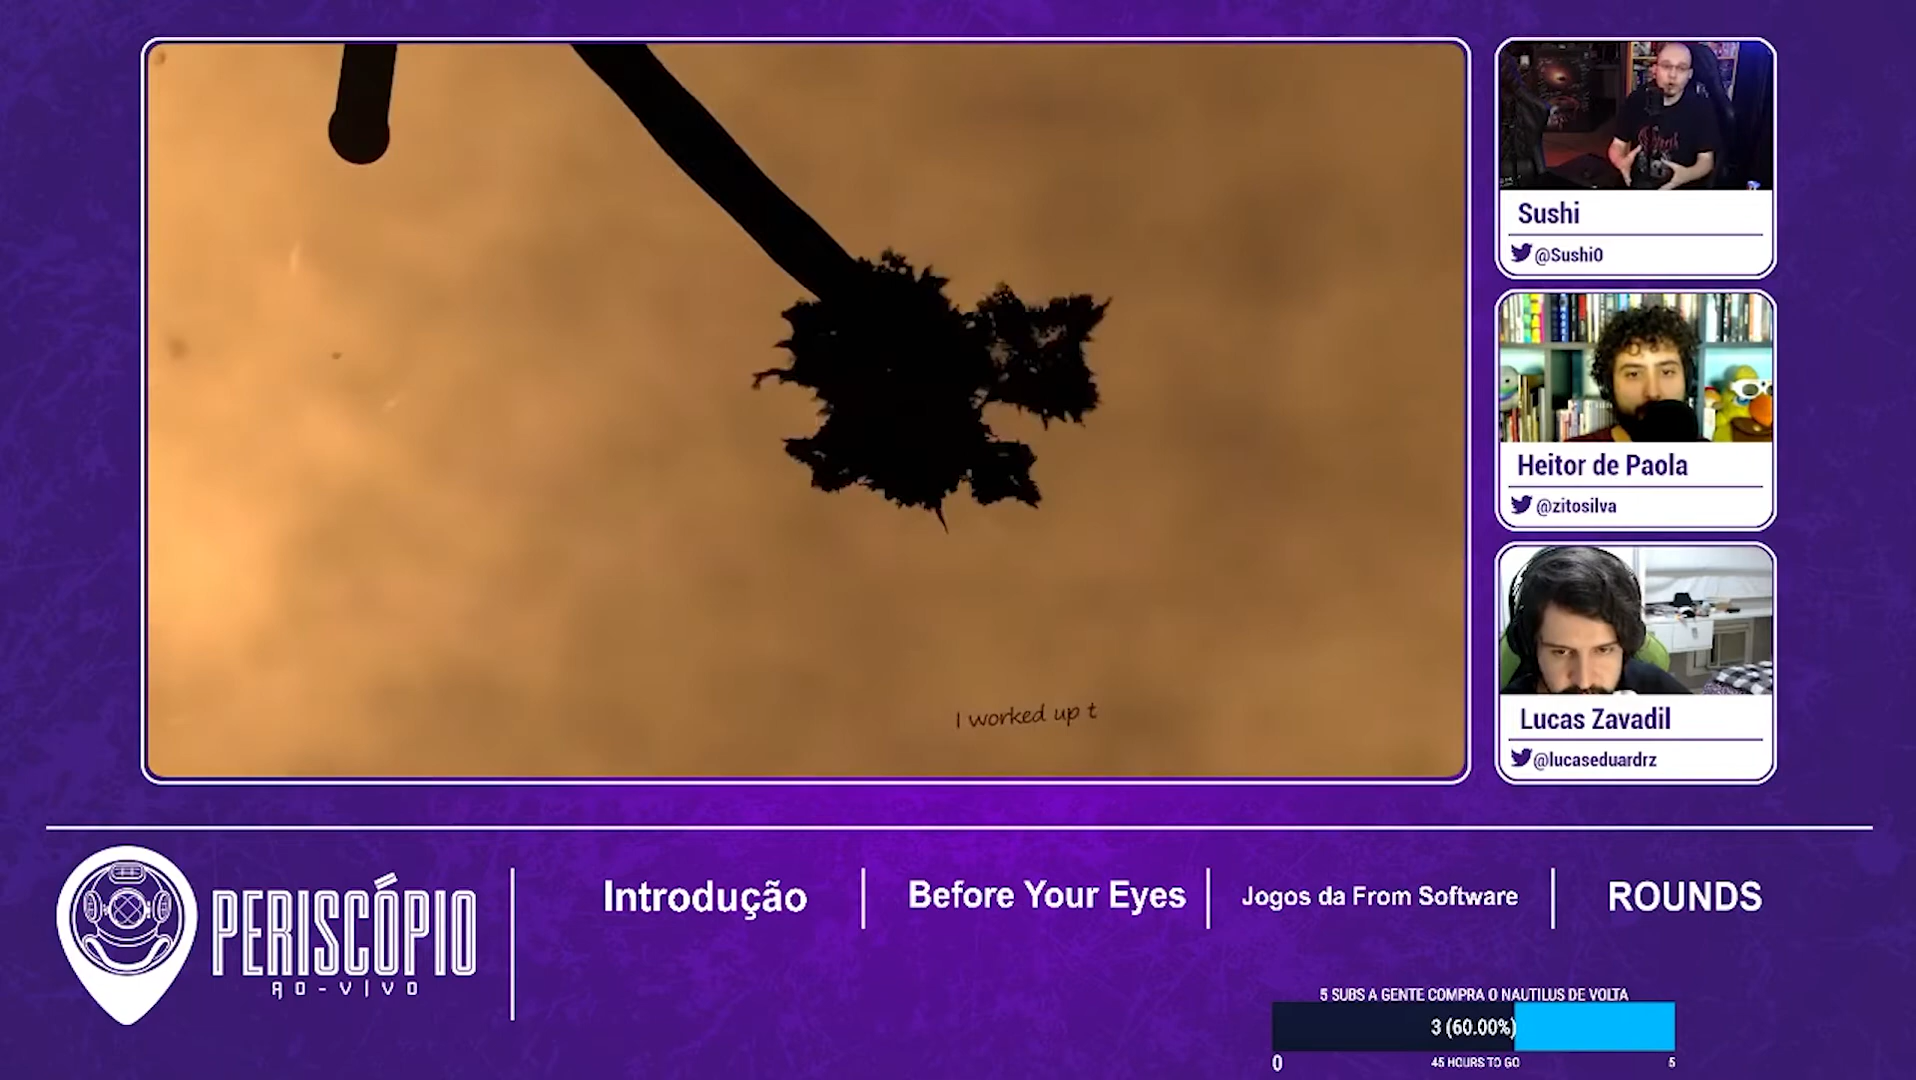 Sushi
@Sushi0
Heitor de Paola
@zitosilva
I worked up t
Lucas Zavadil
@lucaseduardrz
PERISCÓPIO
AO-VIVO
Introdução
Before Your Eyes
Jogos da From Software
ROUNDS
5 SUBS A GENTE COMPRA O NAUTILUS DE VOLTA
3 (60.00%)
0
45 HOURS TO GO
5